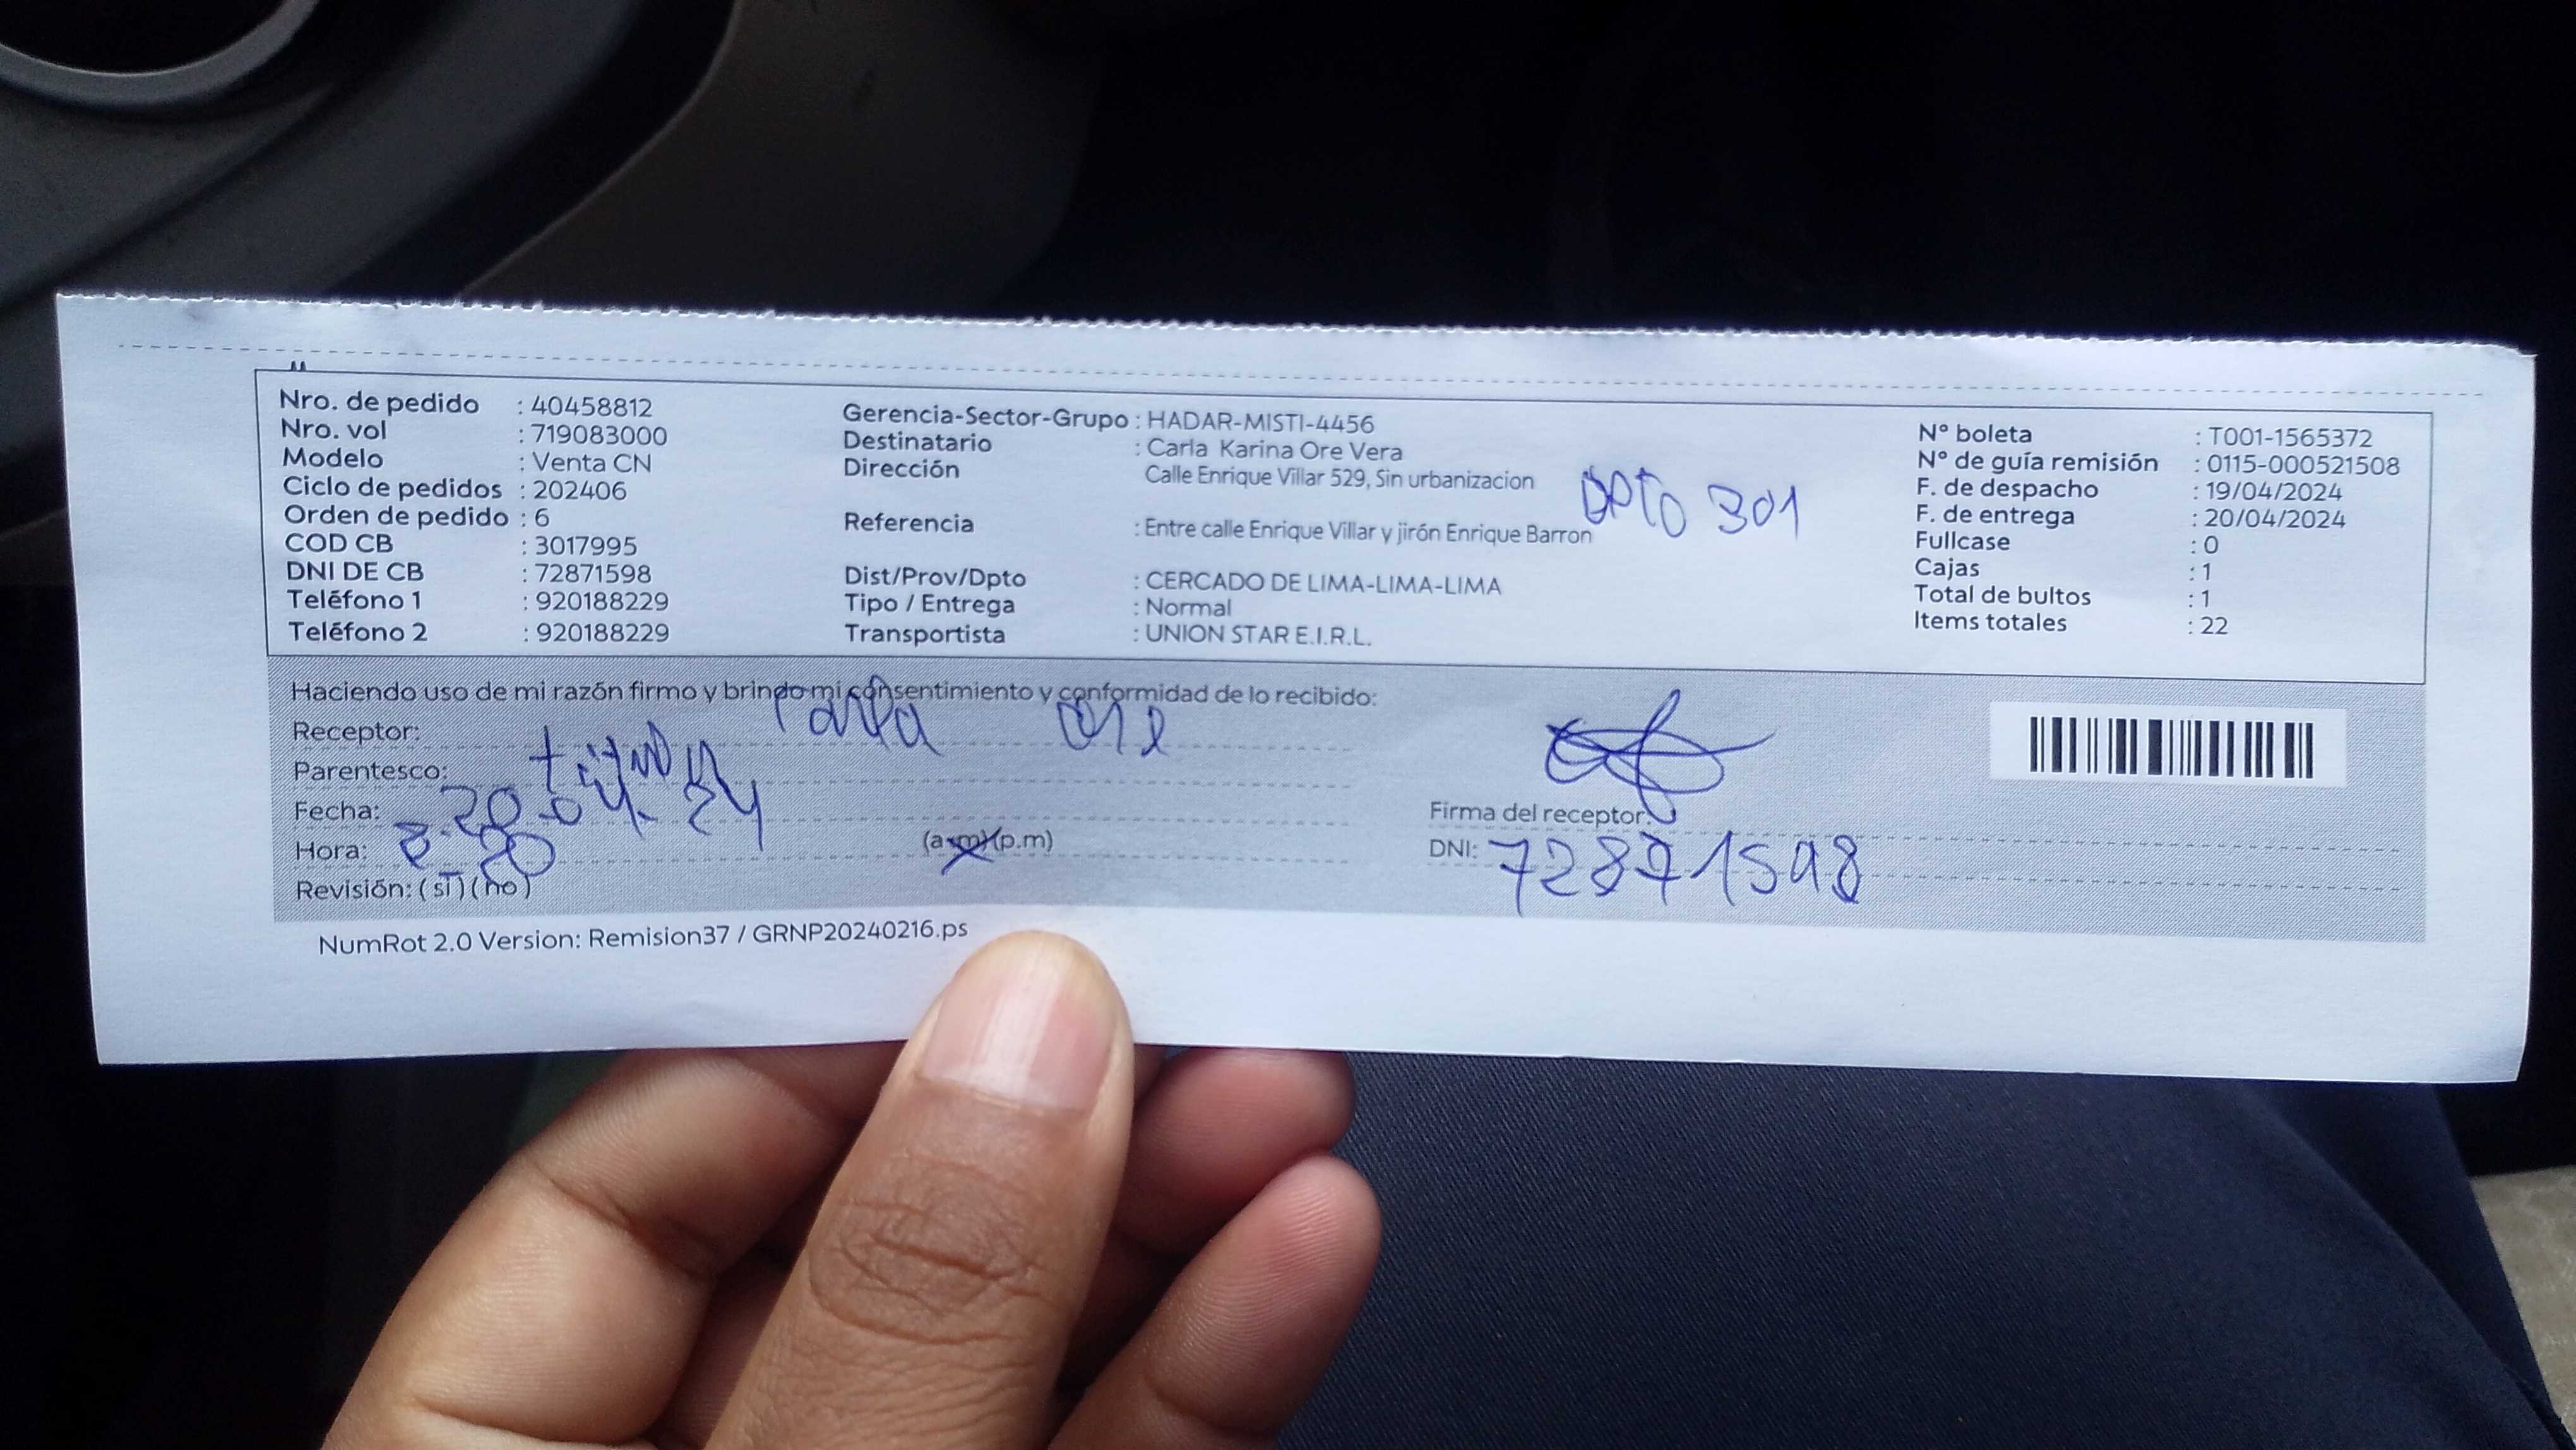 Nro. de pedido : 40458812
Nro. vol : 719083000
Modelo : Venta CN
Ciclo de pedidos : 202406
Orden de pedido : 6
COD CB : 3017995
DNI DE CB : 72871598
Teléfono 1 : 920188229
Teléfono 2 : 920188229
Gerencia-Sector-Grupo : HADAR-MISTI-4456
Destinatario : Carla Karina Ore Vera
Dirección Calle Enrique Villar 529, Sin urbanizacion
DPTO 301
Referencia : Entre calle Enrique Villar y jirón Enrique Barron
Dist/Prov/Dpto : CERCADO DE LIMA-LIMA-LIMA
Tipo / Entrega : Normal
Transportista : UNION STAR E.I.R.L.
N° boleta : T001-1565372
N° de guía remisión : 0115-000521508
F. de despacho : 19/04/2024
F. de entrega : 20/04/2024
Fullcase : 0
Cajas : 1
Total de bultos : 1
Items totales : 22
Haciendo uso de mi razón firmo y brindo mi consentimiento y conformidad de lo recibido:
Receptor: Carla Ore
Parentesco:
Fecha: 20-04-24
Hora: 8:20 (a.m)(p.m)
Revisión: (si) (no)
Firma del receptor:
DNI: 72871598
NumRot 2.0 Version: Remision37 / GRNP20240216.ps